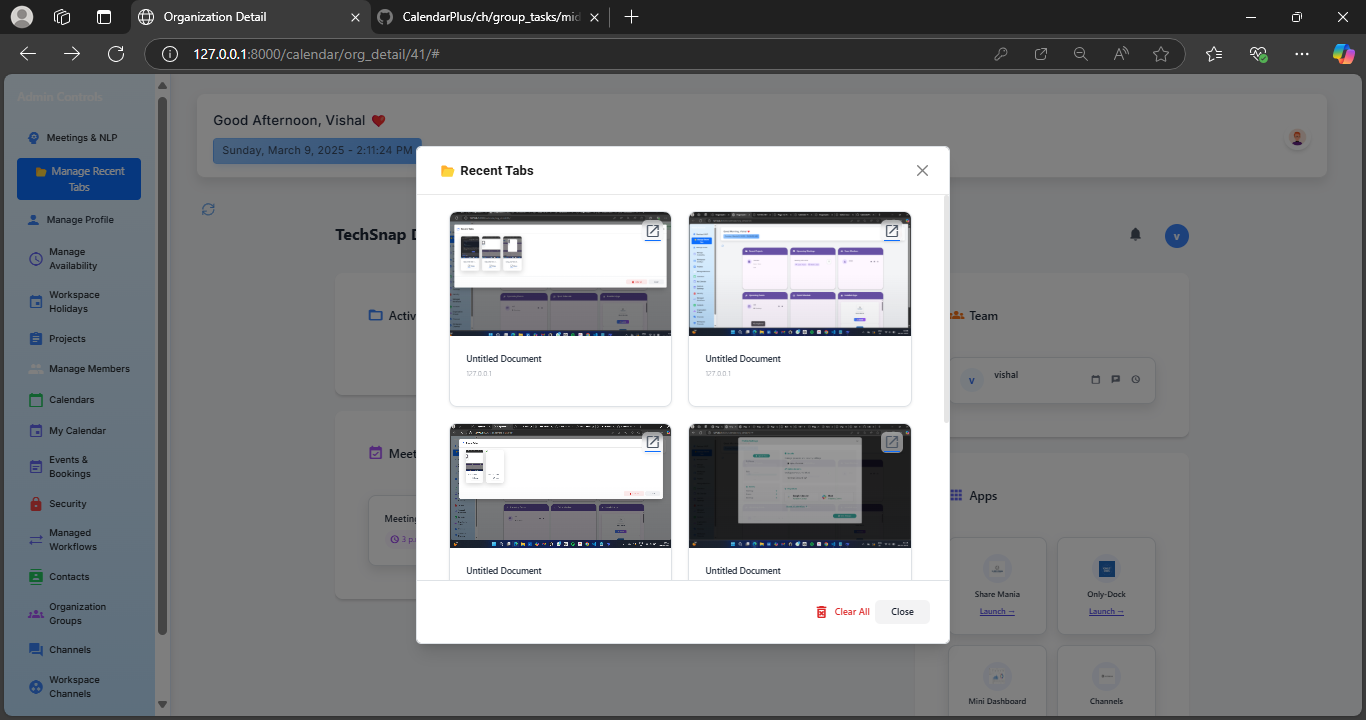 Organization Detail
CalendarPlus/ch/group_tasks/mid
127.0.0.1:8000/calendar/org_detail/41/#
Admin Controls
Meetings & NLP
Manage Recent
Tabs
Manage Profile
Manage
Availability
Workspace
Holidays
Projects
Manage Members
Calendars
My Calendar
Events &
Bookings
Security
Managed
Workflows
Contacts
Organization
Groups
Channels
Workspace
Channels
Good Afternoon, Vishal ❤️
Sunday, March 9, 2025 - 2:11:24 PM
TechSnap D
Activ
Meet
Meeting
3 p
Recent Tabs
Untitled Document
127.0.0.1
Untitled Document
127.0.0.1
Untitled Document
Untitled Document
Clear All
Close
v
Team
v
vishal
Apps
Share Mania
Launch →
Only-Dock
Launch →
Mini Dashboard
Channels